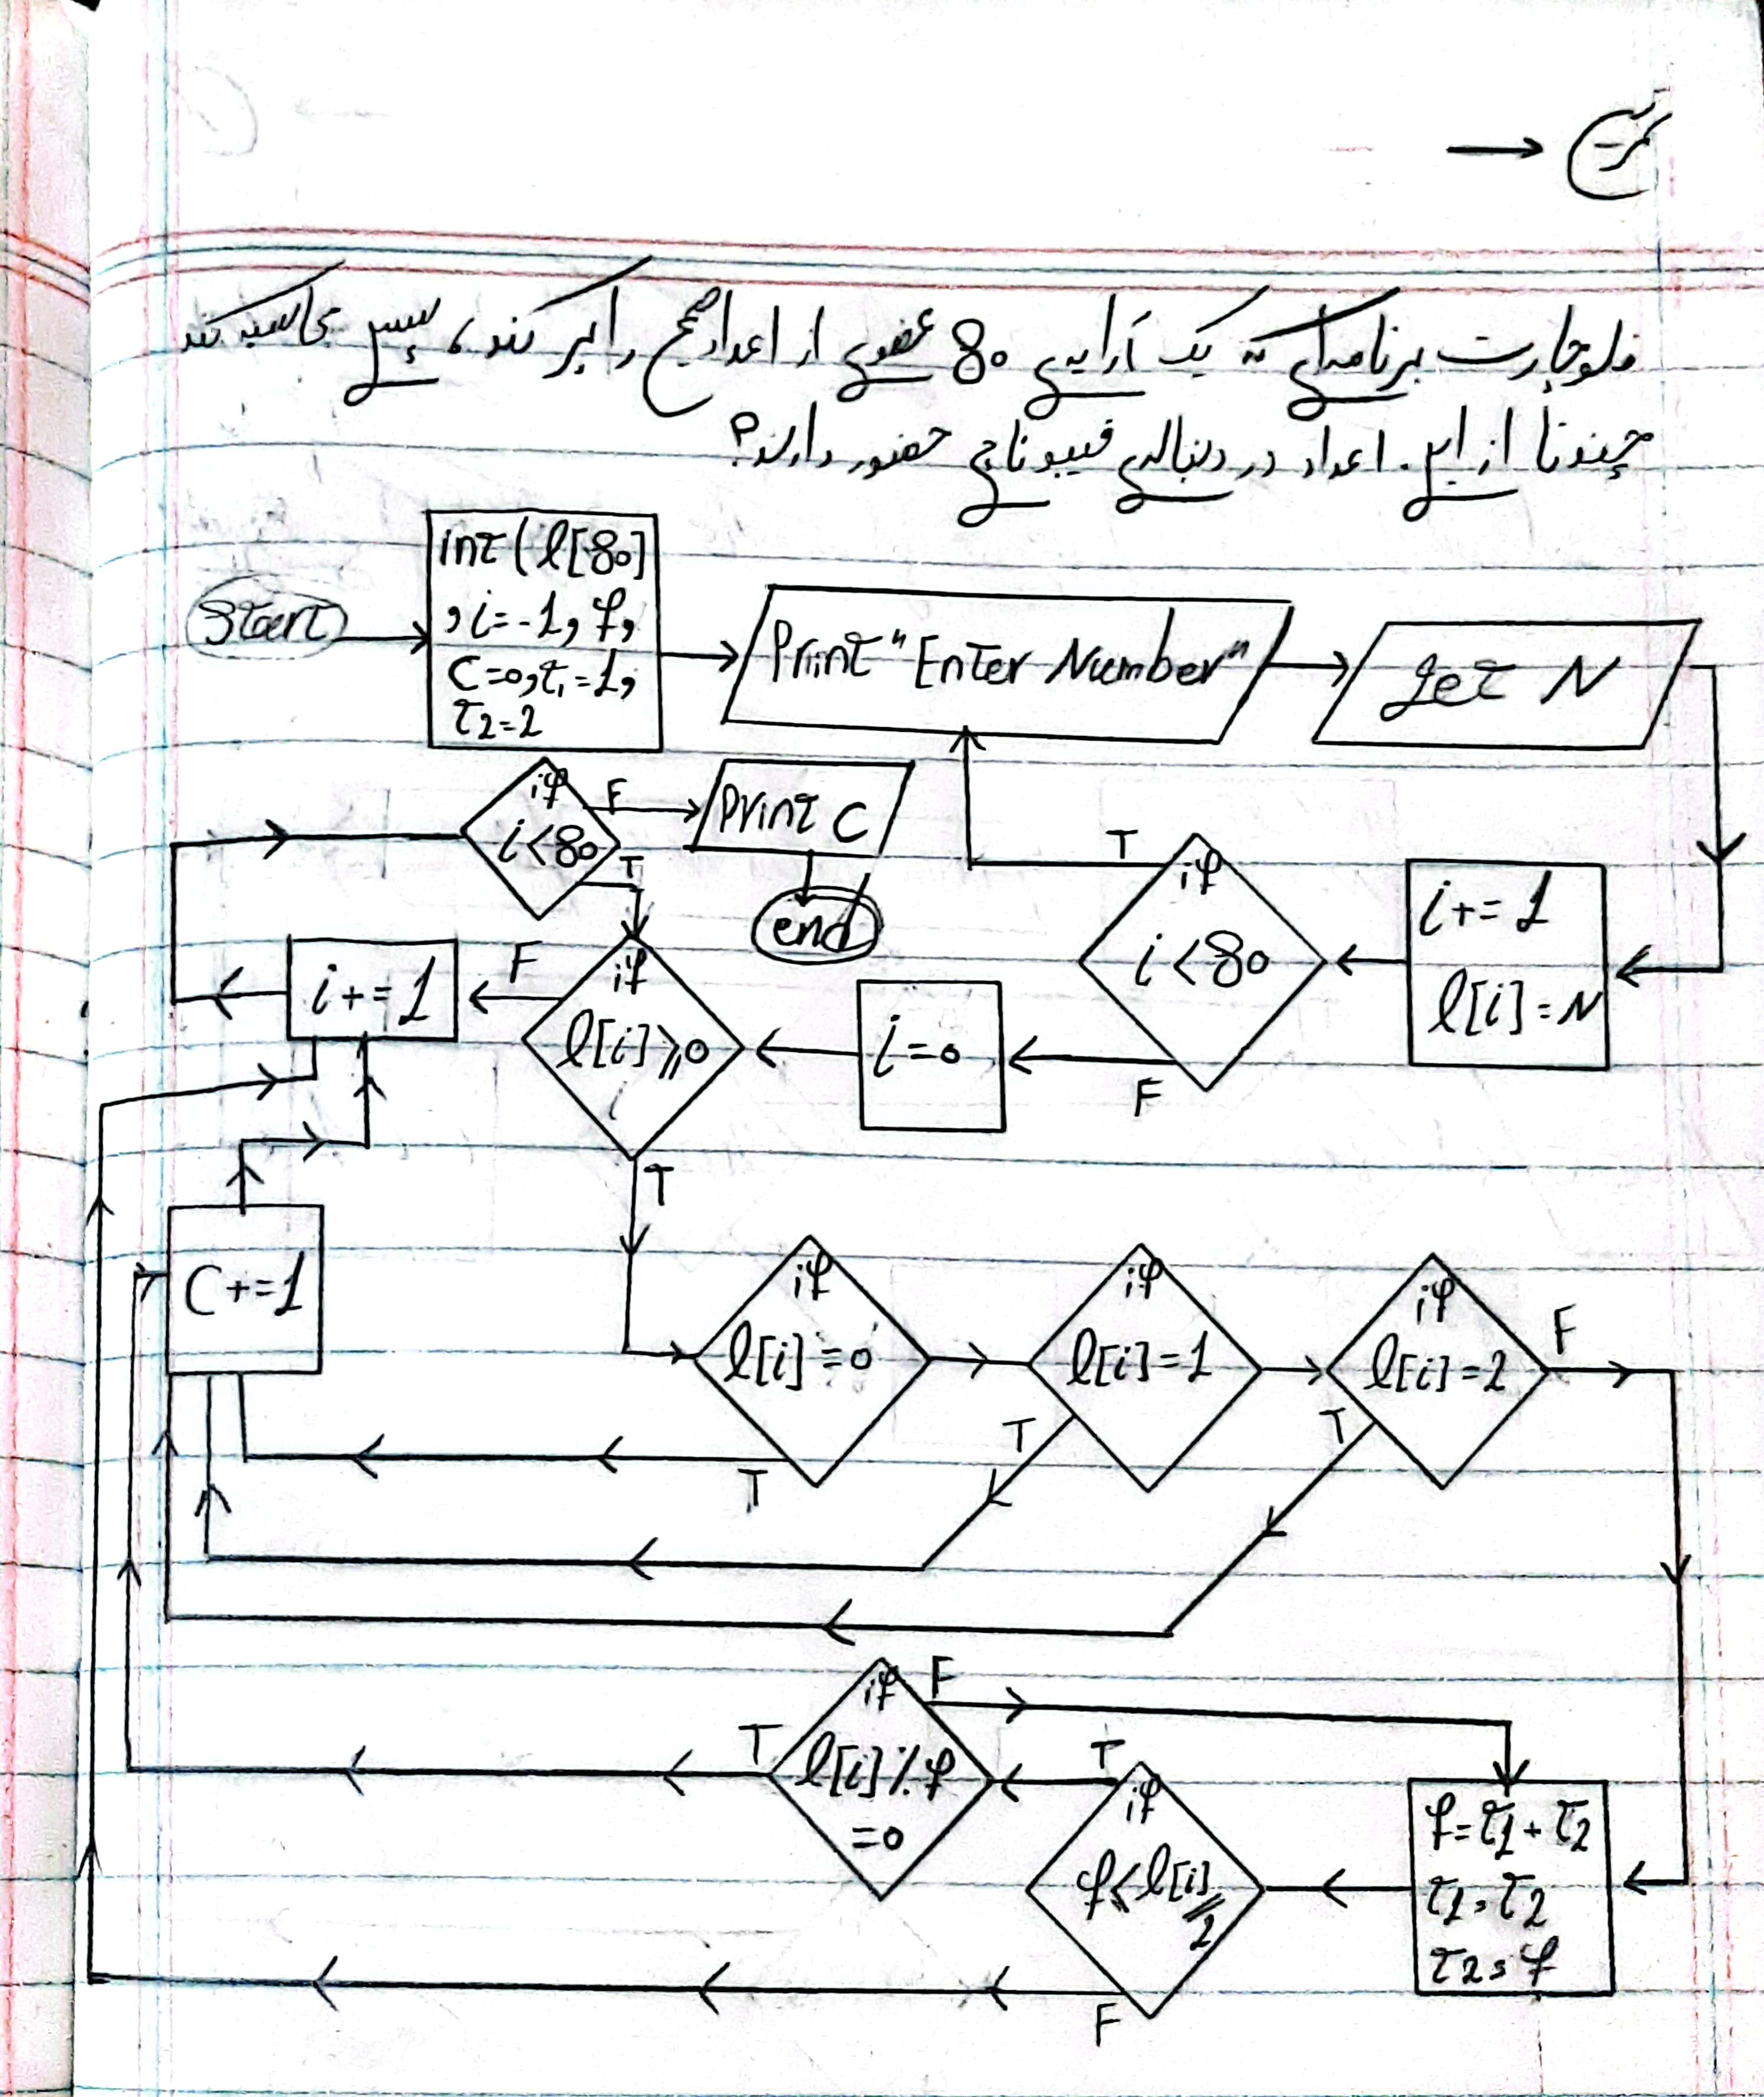 تمرین
فلوچارت برنامه‌ای که یک آرایه‌ی 80 عضوی از اعداد صحیح را پر کند، سپس محاسبه کند
چندتا از این اعداد در دنباله‌ی فیبوناچی حضور دارند؟
Start
int(l[80]
, i=-1, f,
C=0, t1=1,
t2=2
Print "Enter Number"
get N
if
i<80
F
T
Print C
end
T
if
i<80
F
i+=1
l[i]=N
i+=1
F
if
l[i]⩾0
T
i=0
C+=1
if
l[i]=0
T
if
l[i]=1
T
if
l[i]=2
F
T
if
l[i]%f
=0
F
T
T
if
f⩽l[i]//2
F
f=t1+t2
t1=t2
t2=f